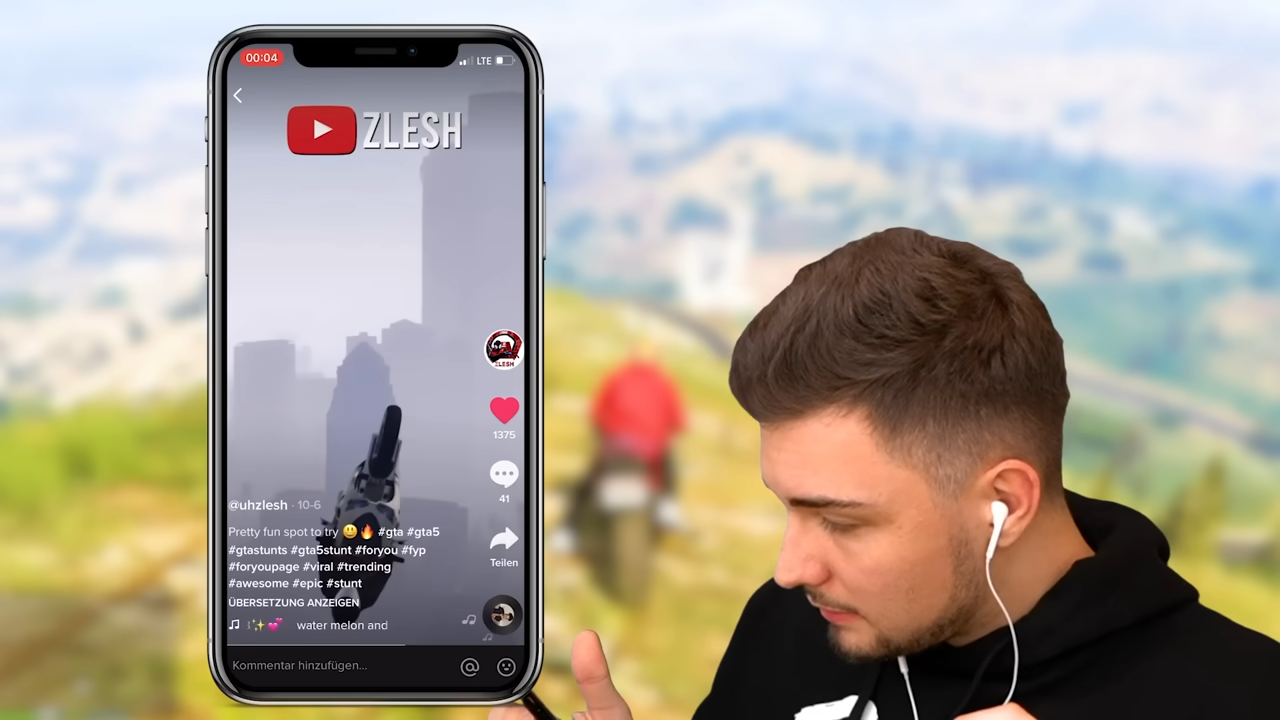 00:04
LTE
ZLESH
ZLESH
1375
41
@uhzlesh · 10-6
Pretty fun spot to try 😃🔥 #gta #gta5
#gtastunts #gta5stunt #foryou #fyp
#foryoupage #viral #trending
#awesome #epic #stunt
ÜBERSETZUNG ANZEIGEN
Teilen
water melon and
Kommentar hinzufügen...
@